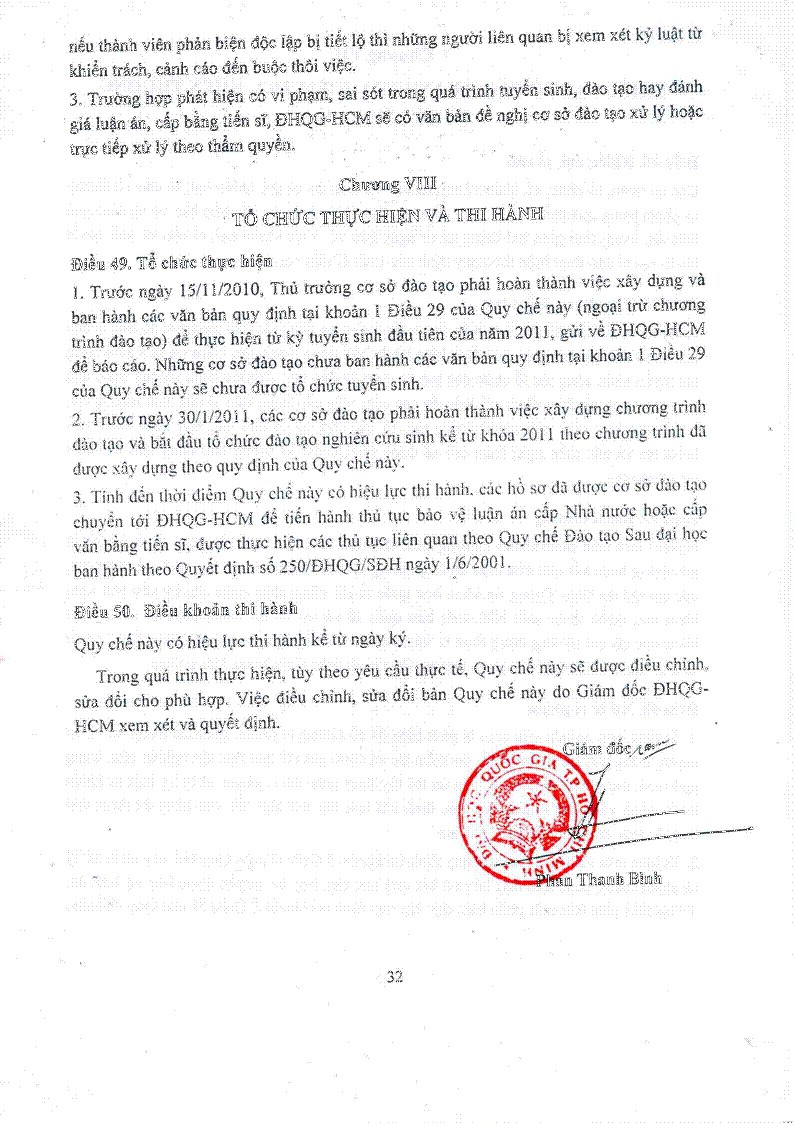 nếu thành viên phản biện độc lập bị tiết lộ thì những người liên quan bị xem xét kỷ luật từ
khiển trách, cảnh cáo đến buộc thôi việc.
3. Trường hợp phát hiện có vi phạm, sai sót trong quá trình tuyển sinh, đào tạo hay đánh
giá luận án, cấp bằng tiến sĩ, ĐHQG-HCM sẽ có văn bản đề nghị cơ sở đào tạo xử lý hoặc
trực tiếp xử lý theo thẩm quyền.
Chương VIII
TỔ CHỨC THỰC HIỆN VÀ THI HÀNH
Điều 49. Tổ chức thực hiện
1. Trước ngày 15/11/2010, Thủ trưởng cơ sở đào tạo phải hoàn thành việc xây dựng và
ban hành các văn bản quy định tại khoản 1 Điều 29 của Quy chế này (ngoại trừ chương
trình đào tạo) để thực hiện từ kỳ tuyển sinh đầu tiên của năm 2011, gửi về ĐHQG-HCM
để báo cáo. Những cơ sở đào tạo chưa ban hành các văn bản quy định tại khoản 1 Điều 29
của Quy chế này sẽ chưa được tổ chức tuyển sinh.
2. Trước ngày 30/1/2011, các cơ sở đào tạo phải hoàn thành việc xây dựng chương trình
đào tạo và bắt đầu tổ chức đào tạo nghiên cứu sinh kể từ khóa 2011 theo chương trình đã
được xây dựng theo quy định của Quy chế này.
3. Tính đến thời điểm Quy chế này có hiệu lực thi hành, các hồ sơ đã được cơ sở đào tạo
chuyển tới ĐHQG-HCM để tiến hành thủ tục bảo vệ luận án cấp Nhà nước hoặc cấp
văn bằng tiến sĩ, được thực hiện các thủ tục liên quan theo Quy chế Đào tạo Sau đại học
ban hành theo Quyết định số 250/ĐHQG/SĐH ngày 1/6/2001.
Điều 50. Điều khoản thi hành
Quy chế này có hiệu lực thi hành kể từ ngày ký.
Trong quá trình thực hiện, tùy theo yêu cầu thực tế, Quy chế này sẽ được điều chỉnh,
sửa đổi cho phù hợp. Việc điều chỉnh, sửa đổi bản Quy chế này do Giám đốc ĐHQG-
HCM xem xét và quyết định.
Giám đốc
ĐẠI HỌC QUỐC GIA T.P HỒ CHÍ MINH
Phan Thanh Bình
32